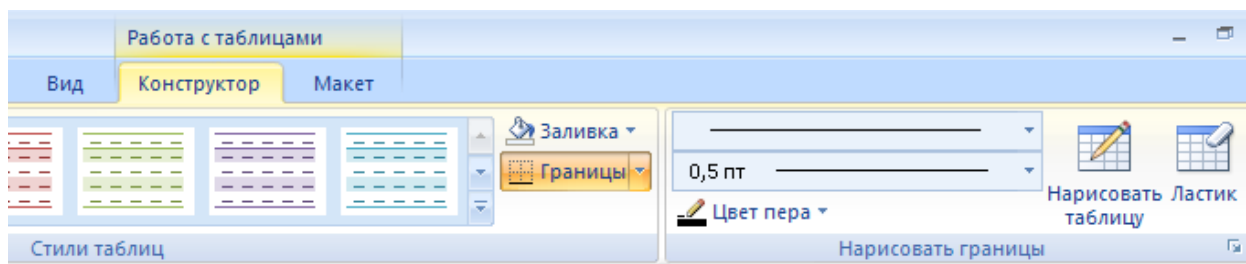 Работа с таблицами
Вид Конструктор Макет
Заливка
Границы
0,5 пт
Цвет пера
Нарисовать таблицу
Ластик
Стили таблиц
Нарисовать границы